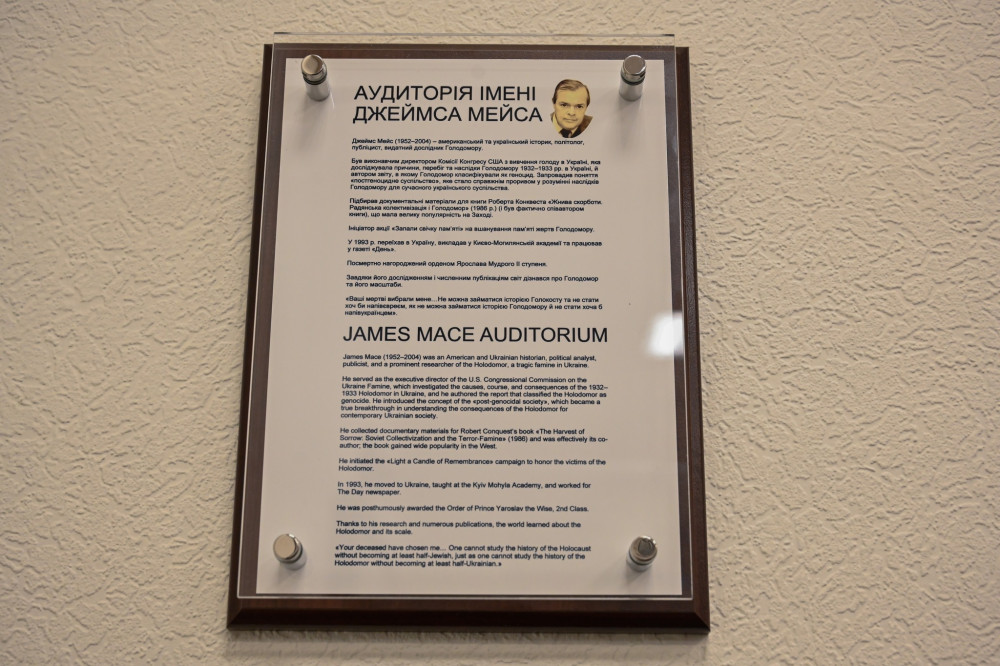 АУДИТОРІЯ ІМЕНІ
ДЖЕЙМСА МЕЙСА
Джеймс Мейс (1952–2004) – американський та український історик, політолог,
публіцист, видатний дослідник Голодомору.
Був виконавчим директором Комісії Конгресу США з вивчення голоду в Україні, яка
досліджувала причини, перебіг та наслідки Голодомору 1932–1933 рр. в Україні, й
автором звіту, в якому Голодомор класифікували як геноцид. Запровадив поняття
«постгеноцидне суспільство», яке стало справжнім проривом у розумінні наслідків
Голодомору для сучасного українського суспільства.
Підбирав документальні матеріали для книги Роберта Конквеста «Жнива скорботи.
Радянська колективізація і Голодомор» (1986 р.) (і був фактично співавтором
книги), що мала велику популярність на Заході.
Ініціатор акції «Запали свічку пам'яті» на вшанування пам'яті жертв Голодомору.
У 1993 р. переїхав в Україну, викладав у Києво-Могилянській академії та працював
у газеті «День».
Посмертно нагороджений орденом Ярослава Мудрого II ступеня.
Завдяки його дослідженням і численним публікаціям світ дізнався про Голодомор
та його масштаби.
«Ваші мертві вибрали мене…Не можна займатися історією Голокосту та не стати
хоч би напівєвреєм, як не можна займатися історією Голодомору й не стати хоча б
напівукраїнцем».
JAMES MACE AUDITORIUM
James Mace (1952–2004) was an American and Ukrainian historian, political analyst,
publicist, and a prominent researcher of the Holodomor, a tragic famine in Ukraine.
He served as the executive director of the U.S. Congressional Commission on the
Ukraine Famine, which investigated the causes, course, and consequences of the 1932–
1933 Holodomor in Ukraine, and he authored the report that classified the Holodomor as
genocide. He introduced the concept of the «post-genocidal society», which became a
true breakthrough in understanding the consequences of the Holodomor for
contemporary Ukrainian society.
He collected documentary materials for Robert Conquest's book «The Harvest of
Sorrow: Soviet Collectivization and the Terror-Famine» (1986) and was effectively its co-
author; the book gained wide popularity in the West.
He initiated the «Light a Candle of Remembrance» campaign to honor the victims of the
Holodomor.
In 1993, he moved to Ukraine, taught at the Kyiv Mohyla Academy, and worked for
The Day newspaper.
He was posthumously awarded the Order of Prince Yaroslav the Wise, 2nd Class.
Thanks to his research and numerous publications, the world learned about the
Holodomor and its scale.
«Your deceased have chosen me… One cannot study the history of the Holocaust
without becoming at least half-Jewish, just as one cannot study the history of the
Holodomor without becoming at least half-Ukrainian.»